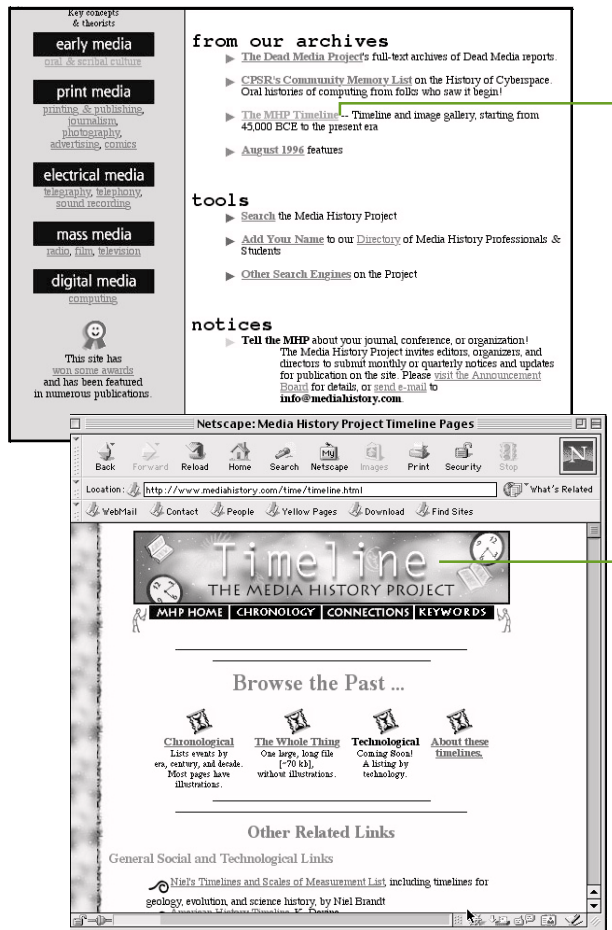 Key concepts
& theorists
early media
oral & scribal culture
print media
printing & publishing,
journalism,
photography,
advertising, comics
electrical media
telegraphy, telephony,
sound recording
mass media
radio, film, television
digital media
computing
This site has
won some awards
and has been featured
in numerous publications.
from our archives
The Dead Media Project's full-text archives of Dead Media reports.
CPSR's Community Memory List on the History of Cyberspace.
Oral histories of computing from folks who saw it begin!
The MHP Timeline -- Timeline and image gallery, starting from
45,000 BCE to the present era
August 1996 features
tools
Search the Media History Project
Add Your Name to our Directory of Media History Professionals &
Students
Other Search Engines on the Project
notices
Tell the MHP about your journal, conference, or organization!
The Media History Project invites editors, organizers, and
directors to submit monthly or quarterly notices and updates
for publication on the site. Please visit the Announcement
Board for details, or send e-mail to
info@mediahistory.com.
Netscape: Media History Project Timeline Pages
Back Forward Reload Home Search Netscape Images Print Security Stop
My
N
Location: http://www.mediahistory.com/time/timeline.html What's Related
WebMail Contact People Yellow Pages Download Find Sites
Timeline
THE MEDIA HISTORY PROJECT
MHP HOME CHRONOLOGY CONNECTIONS KEYWORDS
Browse the Past ...
Chronological
Lists events by
era, century, and decade.
Most pages have
illustrations.
The Whole Thing
One large, long file
[~70 kb],
without illustrations.
Technological
Coming Soon!
A listing by
technology.
About these
timelines.
Other Related Links
General Social and Technological Links
Niel's Timelines and Scales of Measurement List, including timelines for
geology, evolution, and science history, by Niel Brandt
American History Timeline, K. Devine